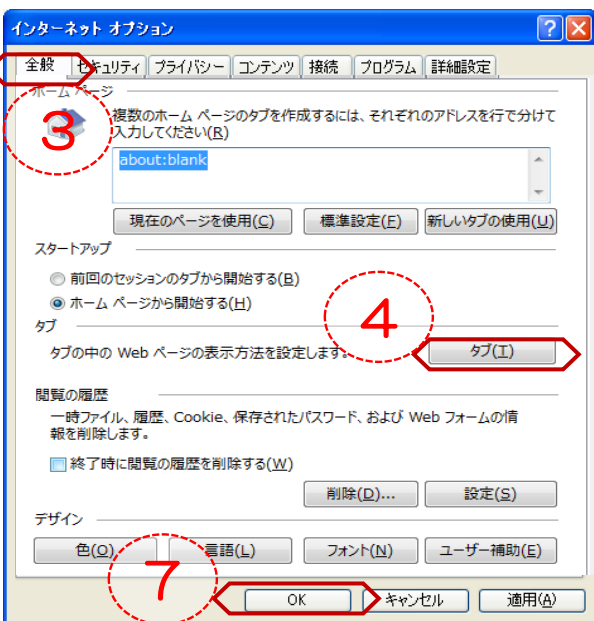 インターネット オプション
全般 セキュリティ プライバシー コンテンツ 接続 プログラム 詳細設定
ホーム ページ
3
複数のホーム ページのタブを作成するには、それぞれのアドレスを行で分けて
入力してください(R)
about:blank
現在のページを使用(C) 標準設定(F) 新しいタブの使用(U)
スタートアップ
前回のセッションのタブから開始する(B)
ホーム ページから開始する(H)
4
タブ
タブの中の Web ページの表示方法を設定します。 タブ(T)
閲覧の履歴
一時ファイル、履歴、Cookie、保存されたパスワード、および Web フォームの情
報を削除します。
終了時に閲覧の履歴を削除する(W)
削除(D)... 設定(S)
デザイン
色(O) 言語(L) フォント(N) ユーザー補助(E)
7
OK キャンセル 適用(A)